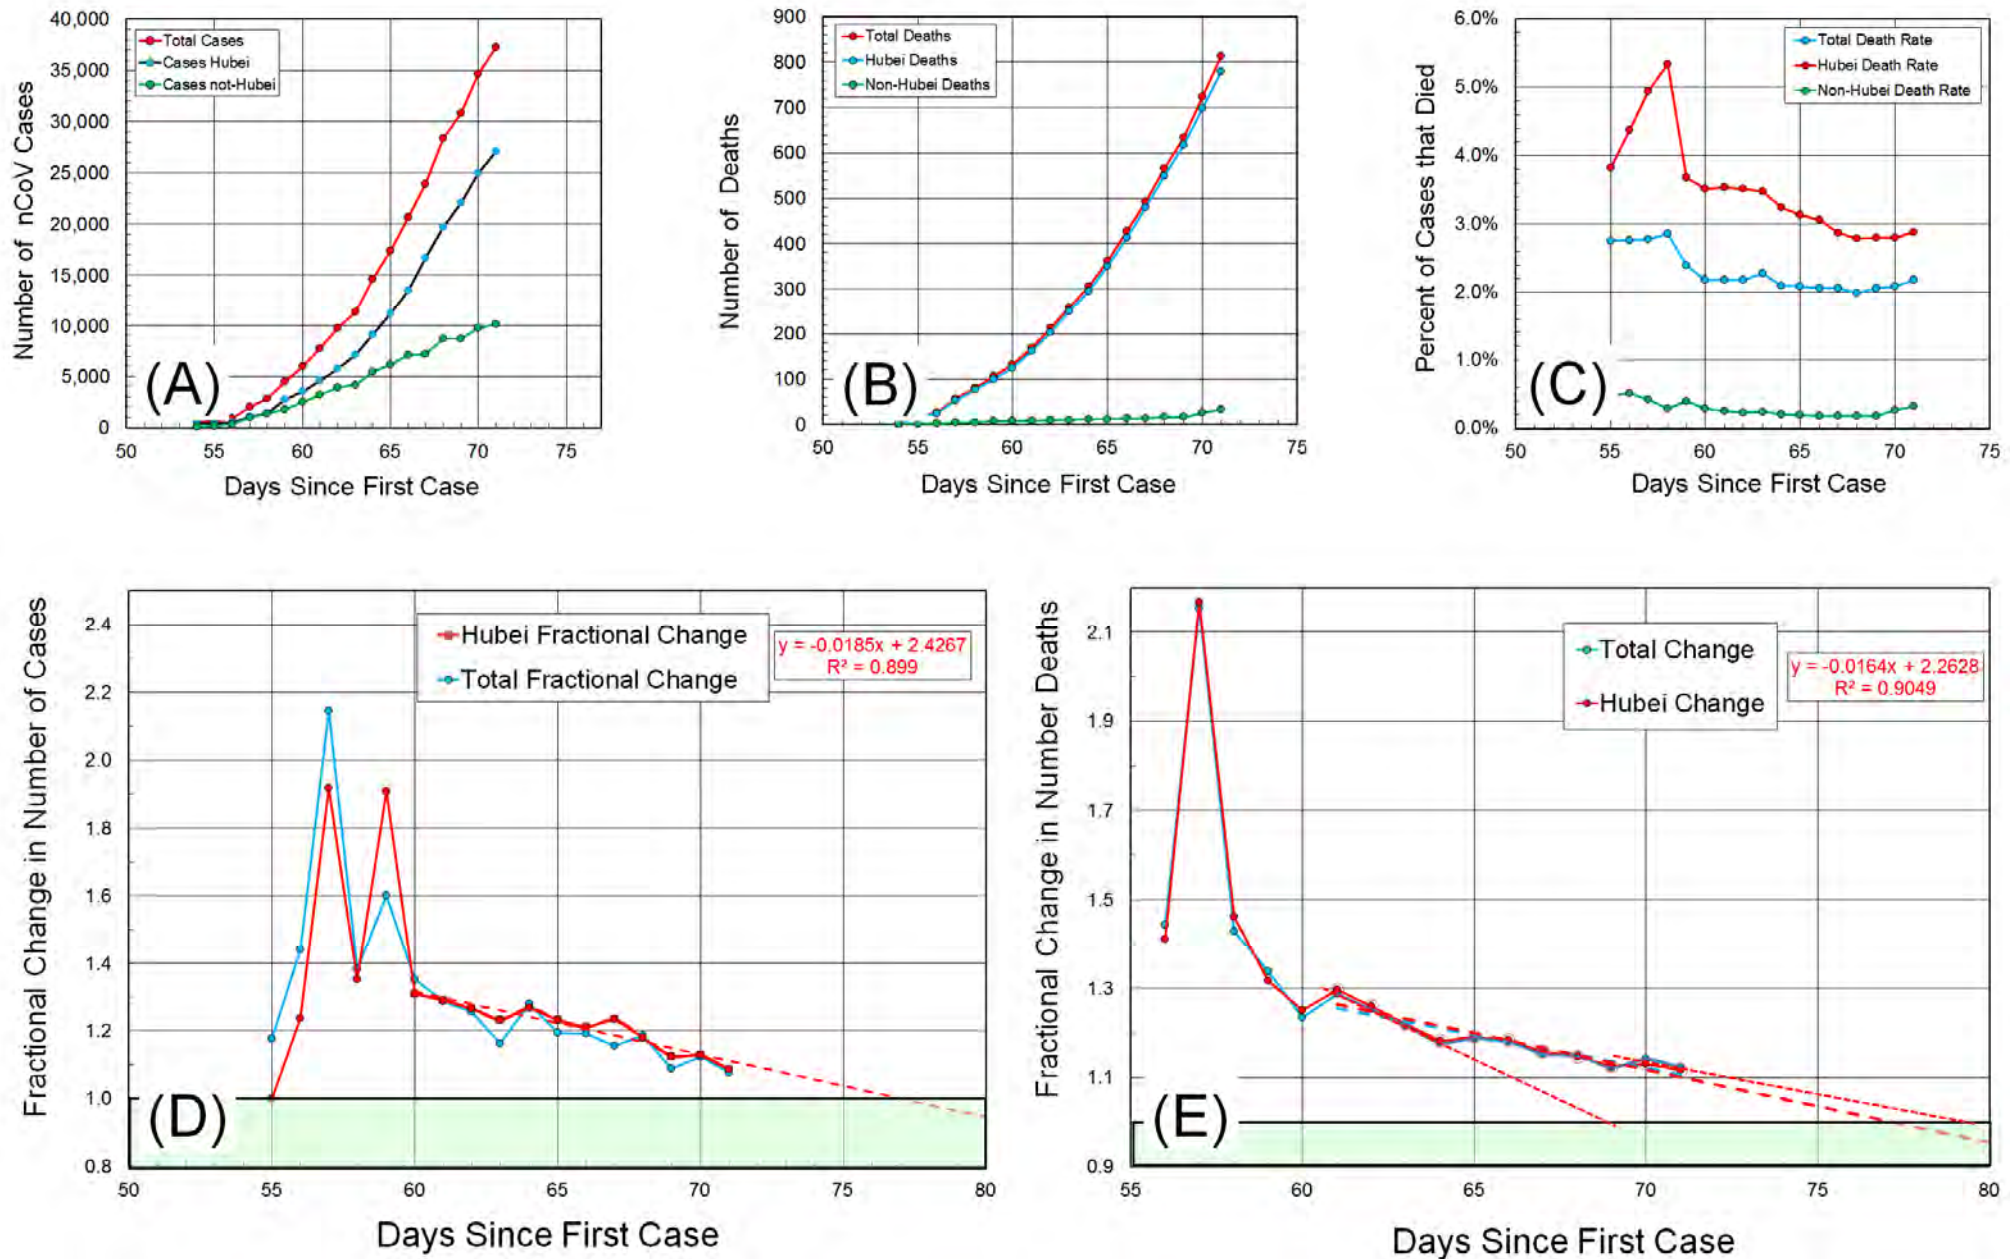 40,000
35,000
30,000
25,000
20,000
15,000
10,000
5,000
0
Number of nCoV Cases
Total Cases
Cases Hubei
Cases not-Hubei
(A)
50 55 60 65 70 75
Days Since First Case
900
800
700
600
500
400
300
200
100
0
Number of Deaths
Total Deaths
Hubei Deaths
Non-Hubei Deaths
(B)
50 55 60 65 70 75
Days Since First Case
6.0%
5.0%
4.0%
3.0%
2.0%
1.0%
0.0%
Percent of Cases that Died
Total Death Rate
Hubei Death Rate
Non-Hubei Death Rate
(C)
50 55 60 65 70 75
Days Since First Case
2.4
2.2
2.0
1.8
1.6
1.4
1.2
1.0
0.8
Fractional Change in Number of Cases
Hubei Fractional Change
Total Fractional Change
y = -0.0185x + 2.4267
R² = 0.899
(D)
50 55 60 65 70 75 80
Days Since First Case
2.1
1.9
1.7
1.5
1.3
1.1
0.9
Fractional Change in Number Deaths
Total Change
Hubei Change
y = -0.0164x + 2.2628
R² = 0.9049
(E)
55 60 65 70 75 80
Days Since First Case